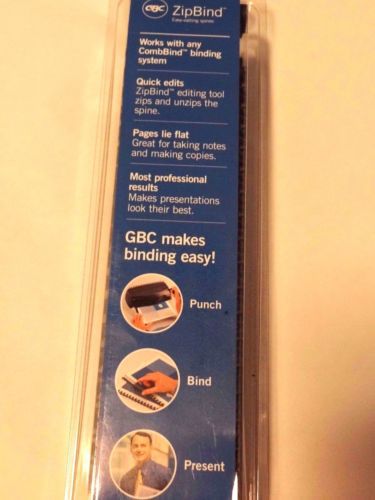 GBC ZipBind™
Easy-editing spines
Works with any
CombBind™ binding
system
Quick edits
ZipBind™ editing tool
zips and unzips the
spine.
Pages lie flat
Great for taking notes
and making copies.
Most professional
results
Makes presentations
look their best.
GBC makes
binding easy!
Punch
Bind
Present